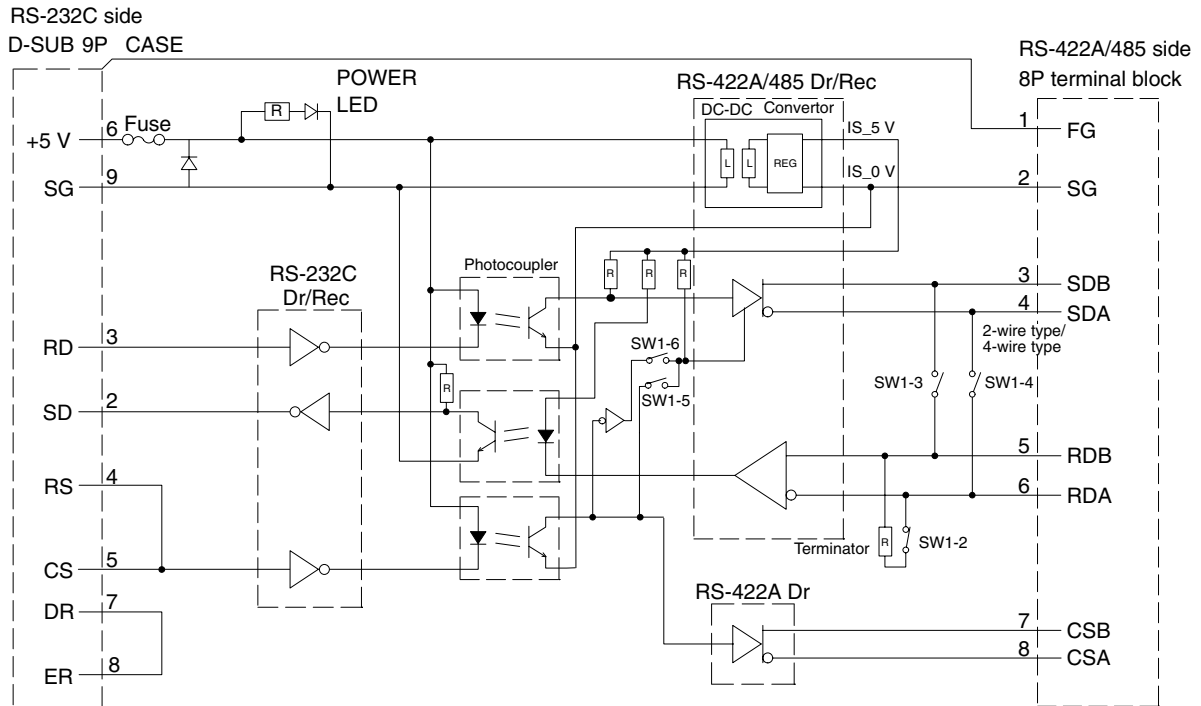 RS-232C side
D-SUB 9P CASE
RS-422A/485 side
8P terminal block
POWER
LED
RS-422A/485 Dr/Rec
DC-DC Convertor
R
+5 V 6 Fuse
L L REG
IS_5 V
1 FG
SG 9
IS_0 V
2 SG
RS-232C
Dr/Rec
Photocoupler
R R R
3 SDB
4 SDA
2-wire type/
4-wire type
RD 3
SW1-6
SW1-5
SW1-3
SW1-4
R
SD 2
5 RDB
RS 4
6 RDA
Terminator R SW1-2
CS 5
RS-422A Dr
DR 7
7 CSB
8 CSA
ER 8